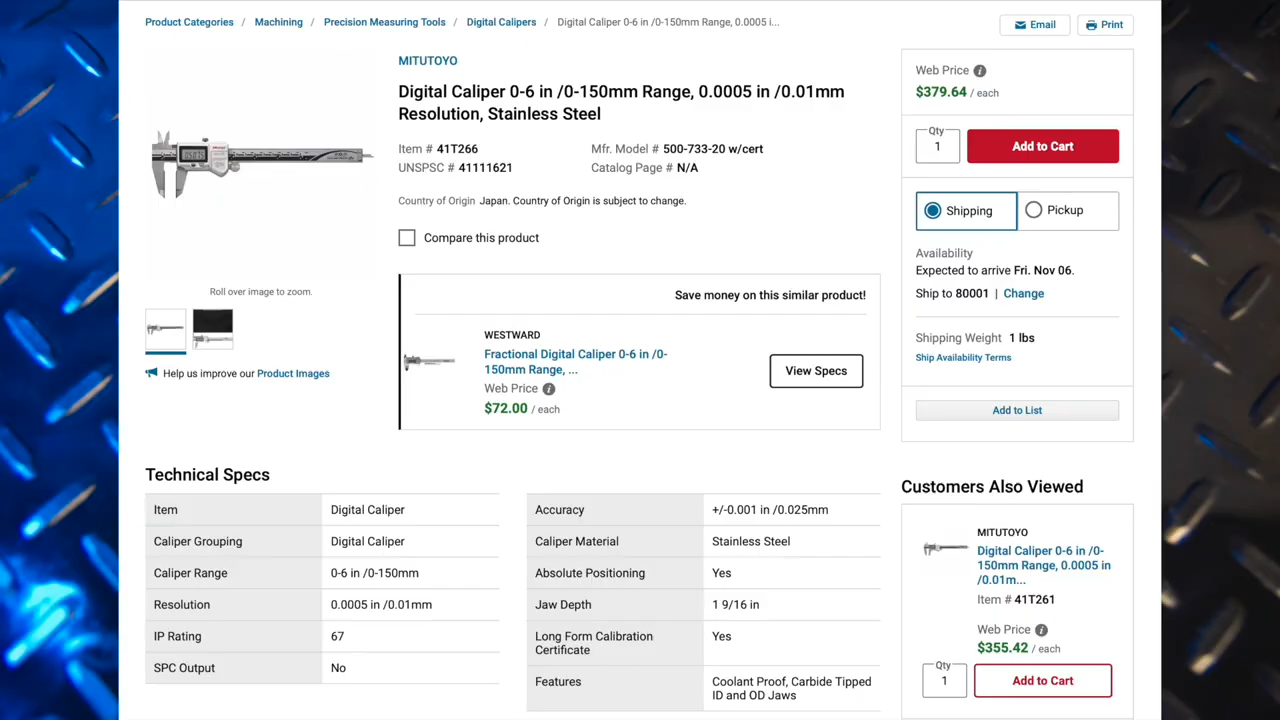 Product Categories / Machining / Precision Measuring Tools / Digital Calipers / Digital Caliper 0-6 in /0-150mm Range, 0.0005 i...
Email
Print
MITUTOYO
Digital Caliper 0-6 in /0-150mm Range, 0.0005 in /0.01mm
Resolution, Stainless Steel
Item # 41T266
Mfr. Model # 500-733-20 w/cert
UNSPSC # 41111621
Catalog Page # N/A
Country of Origin Japan. Country of Origin is subject to change.
Compare this product
Roll over image to zoom.
Help us improve our Product Images
Save money on this similar product!
WESTWARD
Fractional Digital Caliper 0-6 in /0-
150mm Range, ...
Web Price
$72.00 / each
View Specs
Web Price
$379.64 / each
Qty
1
Add to Cart
Shipping
Pickup
Availability
Expected to arrive Fri. Nov 06.
Ship to 80001 | Change
Shipping Weight 1 lbs
Ship Availability Terms
Add to List
Technical Specs
Item Digital Caliper
Caliper Grouping Digital Caliper
Caliper Range 0-6 in /0-150mm
Resolution 0.0005 in /0.01mm
IP Rating 67
SPC Output No
Accuracy +/-0.001 in /0.025mm
Caliper Material Stainless Steel
Absolute Positioning Yes
Jaw Depth 1 9/16 in
Long Form Calibration Yes
Certificate
Features Coolant Proof, Carbide Tipped
ID and OD Jaws
Customers Also Viewed
MITUTOYO
Digital Caliper 0-6 in /0-
150mm Range, 0.0005 in
/0.01m...
Item # 41T261
Web Price
$355.42 / each
Qty
1
Add to Cart